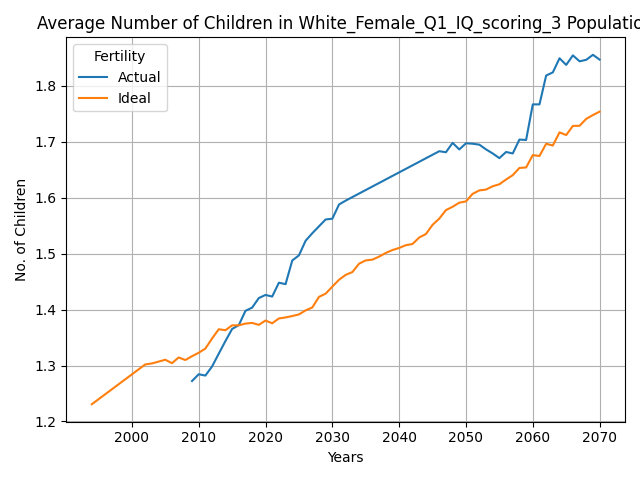 Average Number of Children in White_Female_Q1_IQ_scoring_3 Populatio
Fertility
Actual
Ideal
No. of Children
1.8
1.7
1.6
1.5
1.4
1.3
1.2
2000 2010 2020 2030 2040 2050 2060 2070
Years